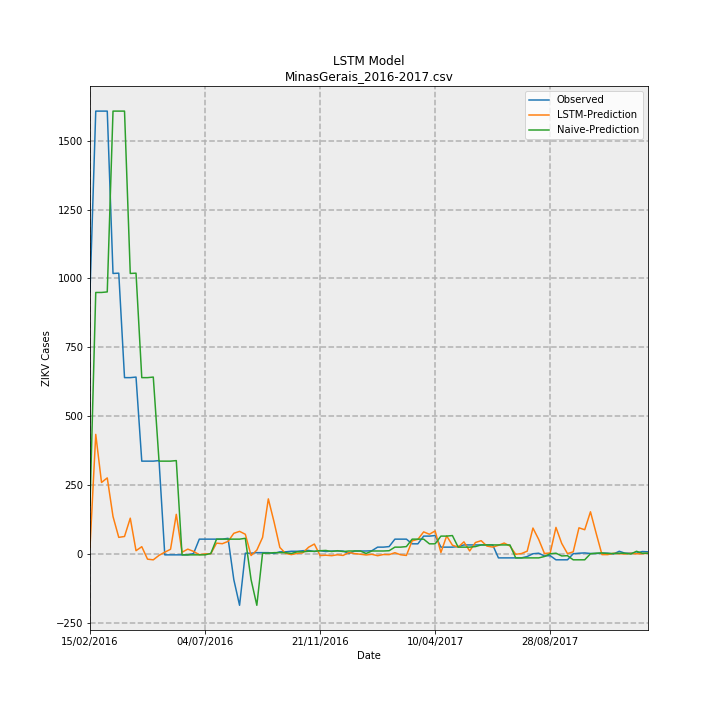 LSTM Model
MinasGerais_2016-2017.csv
Observed
LSTM-Prediction
Naive-Prediction
ZIKV Cases
1500
1250
1000
750
500
250
0
−250
15/02/2016
04/07/2016
21/11/2016
10/04/2017
28/08/2017
Date